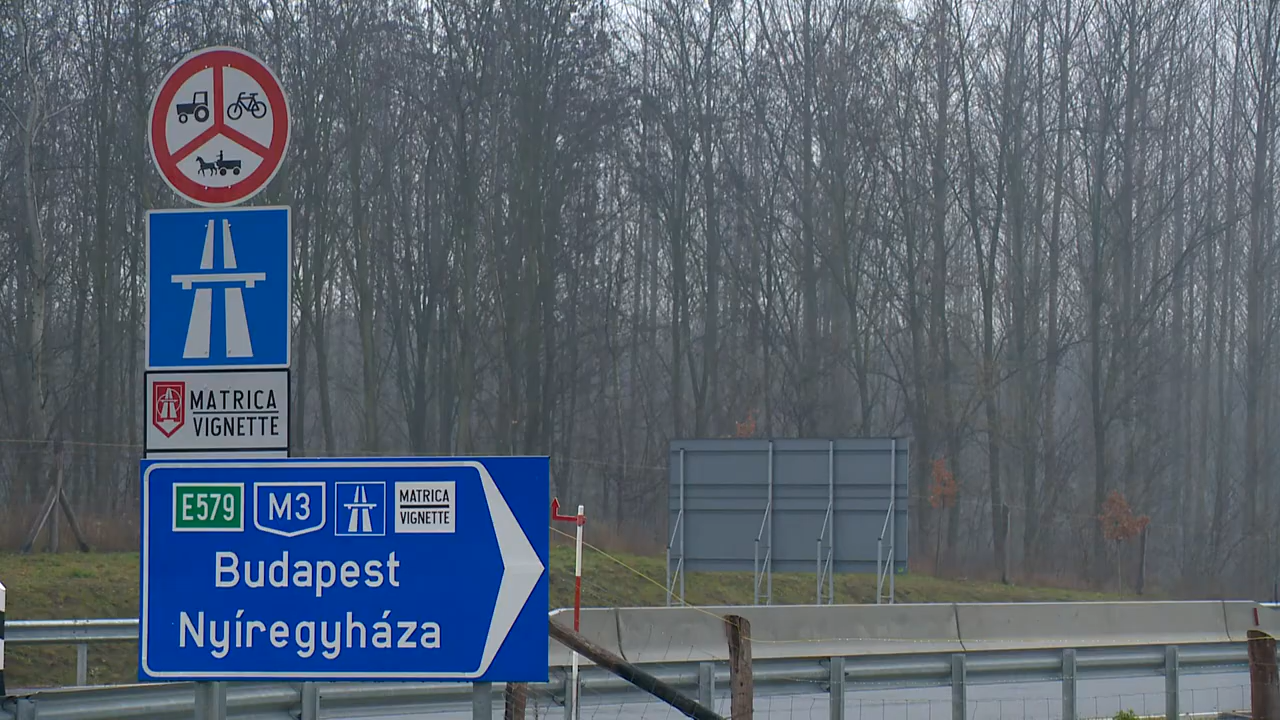 MATRICA
VIGNETTE
E579 M3 MATRICA
VIGNETTE
Budapest
Nyíregyháza